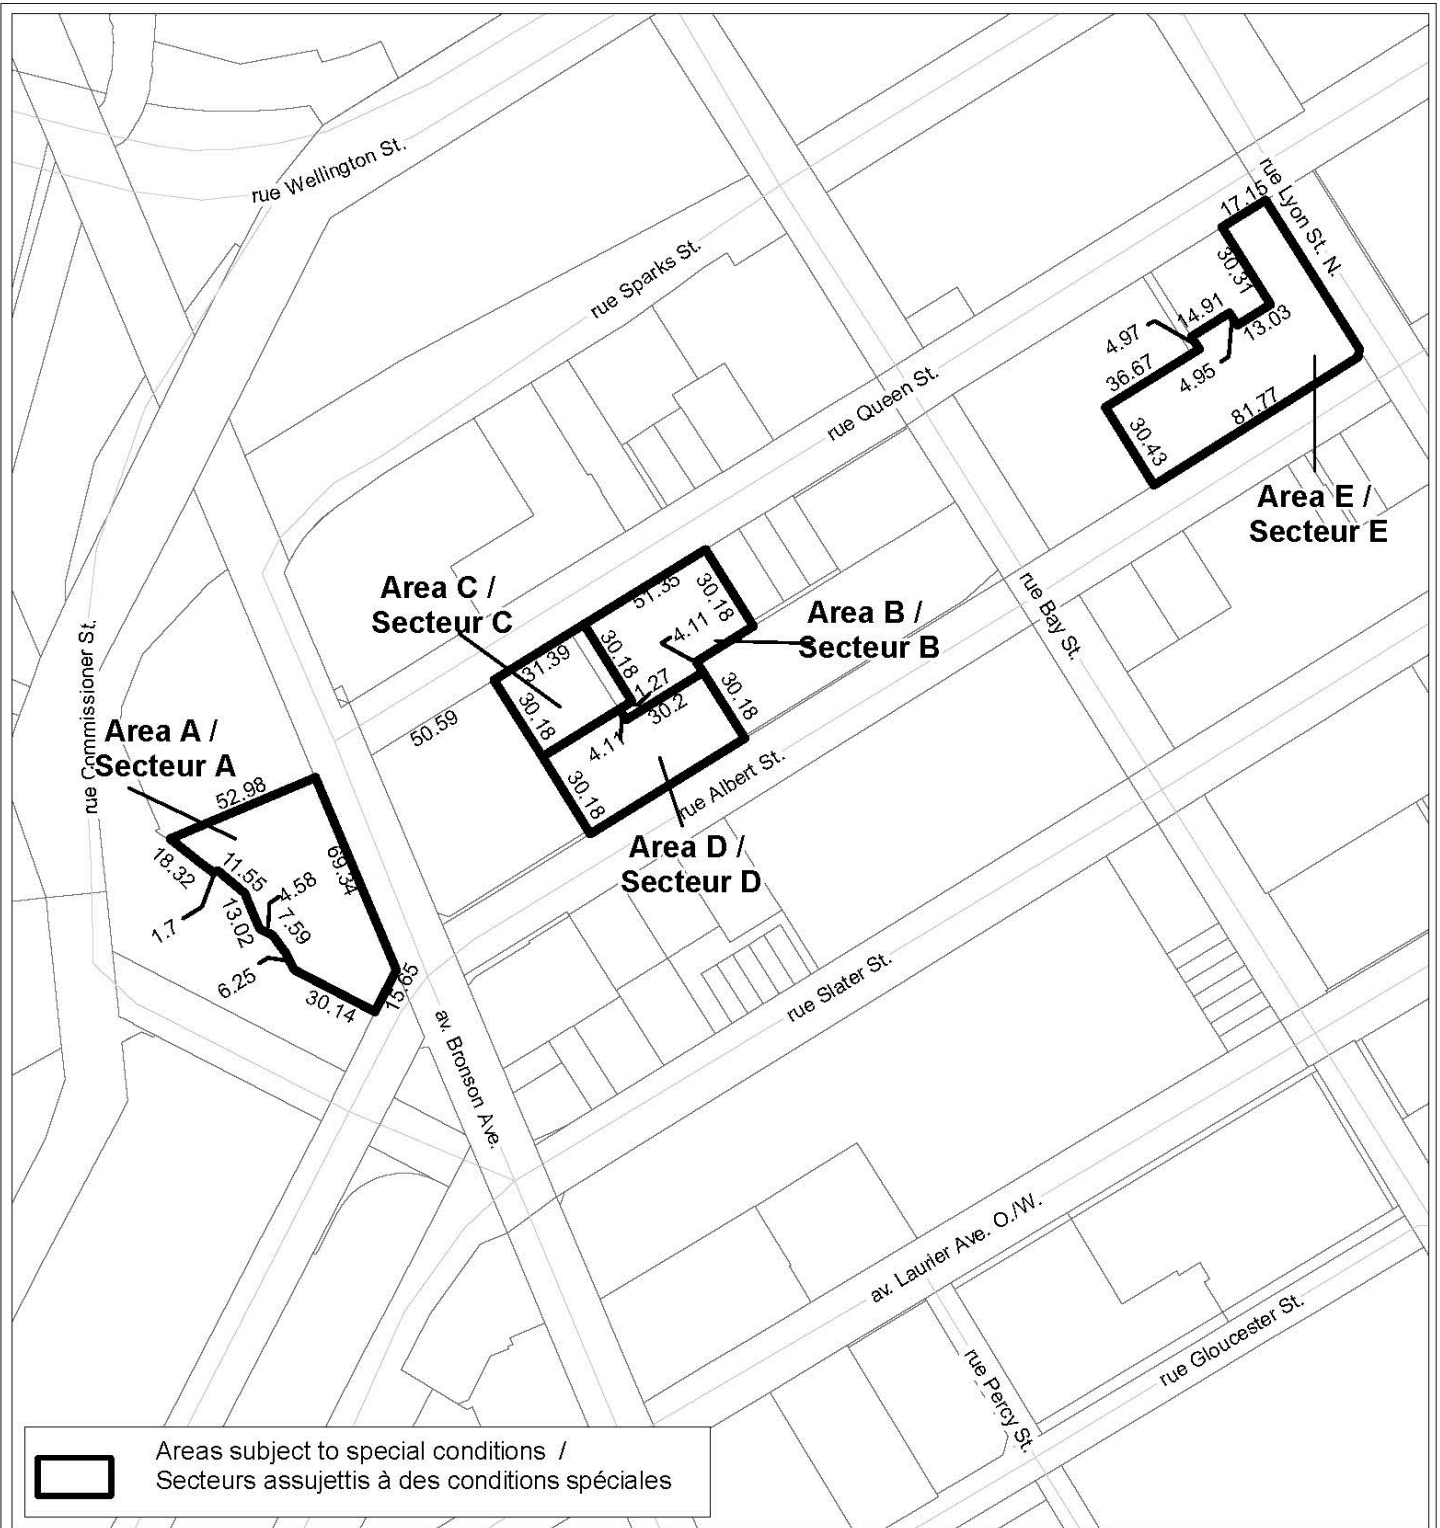 rue Wellington St.
rue Sparks St.
rue Lyon St. N.
17.15
30.31
14.91
13.03
4.97
4.95
36.67
81.77
30.43
rue Queen St.
Area E /
Secteur E
Area C /
Secteur C
51.35
30.18
4.11
Area B /
Secteur B
31.39
30.18
30.18
1.27
30.2
30.18
4.11
30.18
50.59
rue Bay St.
rue Albert St.
Area D /
Secteur D
rue Commissioner St.
Area A /
Secteur A
52.98
69.34
18.32
11.55
4.58
1.7
13.02
7.59
6.25
30.14
15.65
av. Bronson Ave.
rue Slater St.
av. Laurier Ave. O./W.
rue Gloucester St.
rue Percy St.
Areas subject to special conditions /
Secteurs assujettis à des conditions spéciales